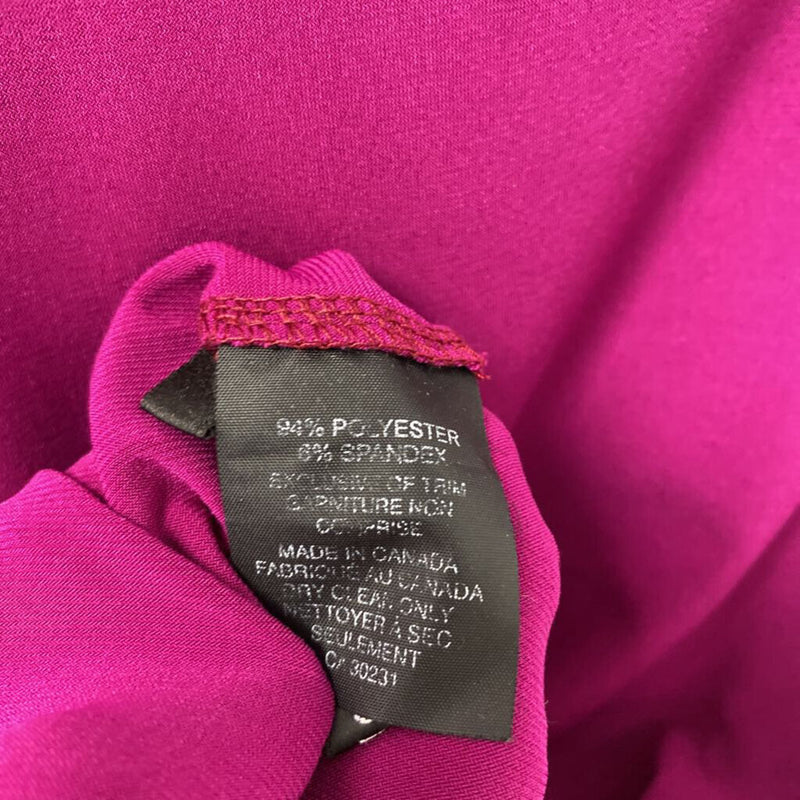 94% POLYESTER
6% SPANDEX
EXCLUSIVE OF TRIM
GARNITURE NON
COMPRISE
MADE IN CANADA
FABRIQUE AU CANADA
DRY CLEAN ONLY
NETTOYER A SEC
SEULEMENT
CA 30231